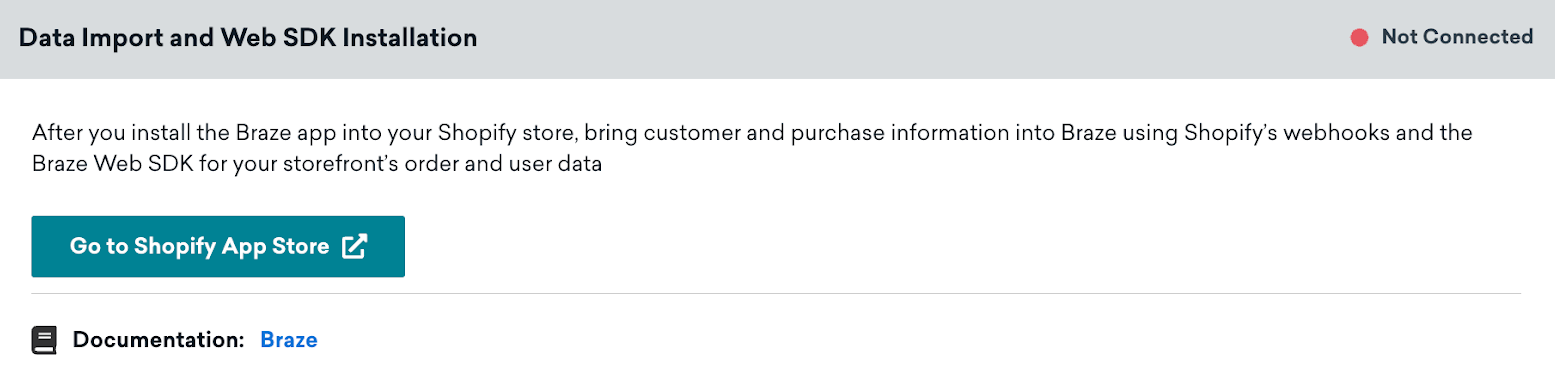 Data Import and Web SDK Installation
Not Connected
After you install the Braze app into your Shopify store, bring customer and purchase information into Braze using Shopify’s webhooks and the
Braze Web SDK for your storefront’s order and user data
Go to Shopify App Store
Documentation: Braze